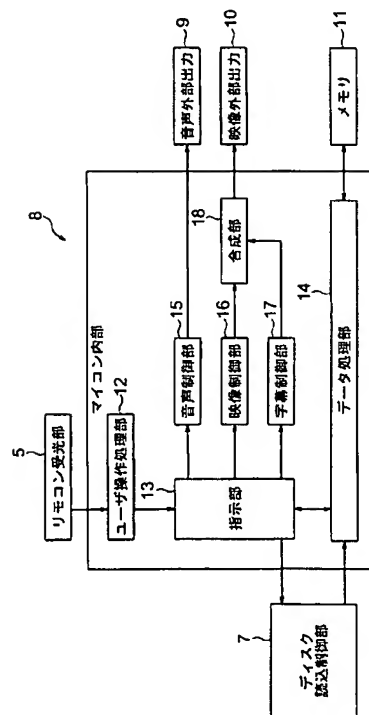 8
5
リモコン受光部
マイコン内部
12
ユーザ操作処理部
13
指示部
15
音声制御部
16
映像制御部
17
字幕制御部
18
合成部
14
データ処理部
9
音声外部出力
10
映像外部出力
11
メモリ
7
ディスク
読込制御部